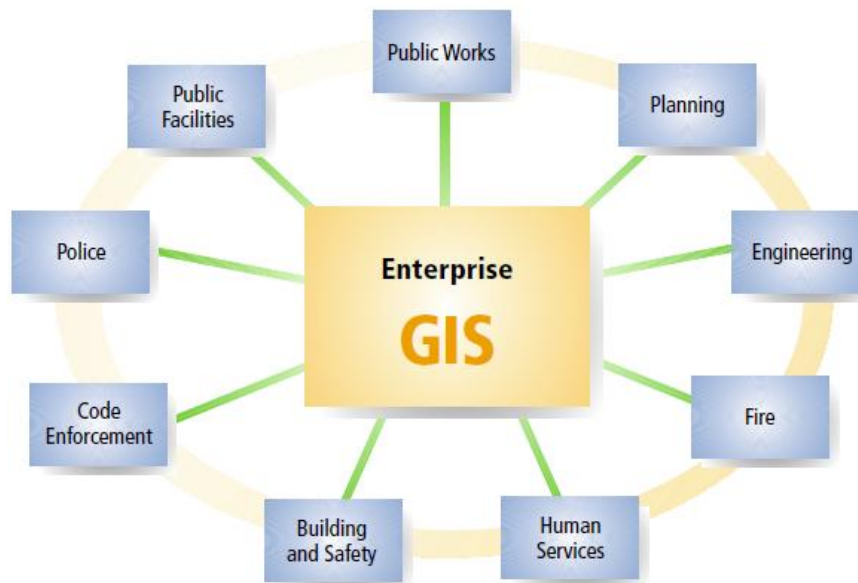 Public Works
Public
Facilities
Planning
Police
Enterprise
GIS
Engineering
Code
Enforcement
Fire
Building
and Safety
Human
Services